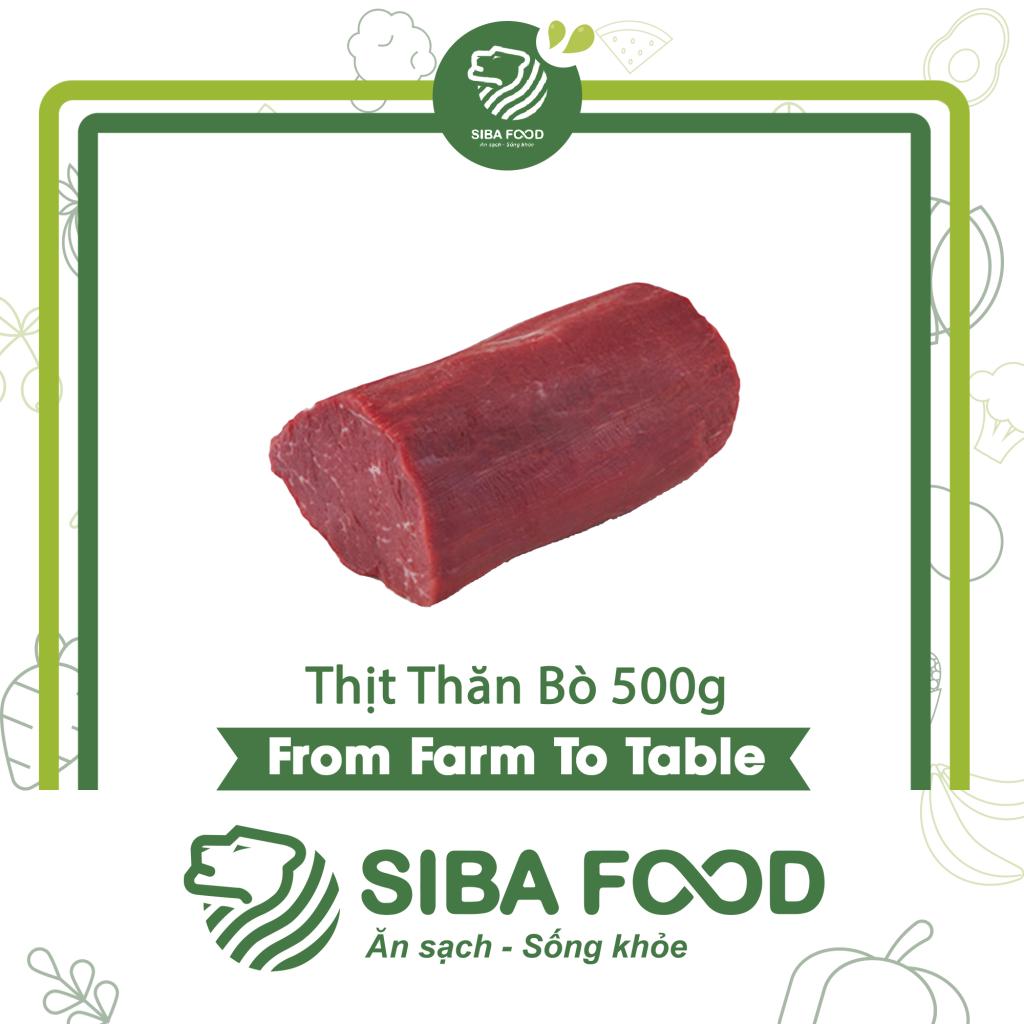 SIBA FOOD
Ăn sạch - Sống khỏe
Thịt Thăn Bò 500g
From Farm To Table
SIBA FOOD
Ăn sạch - Sống khỏe